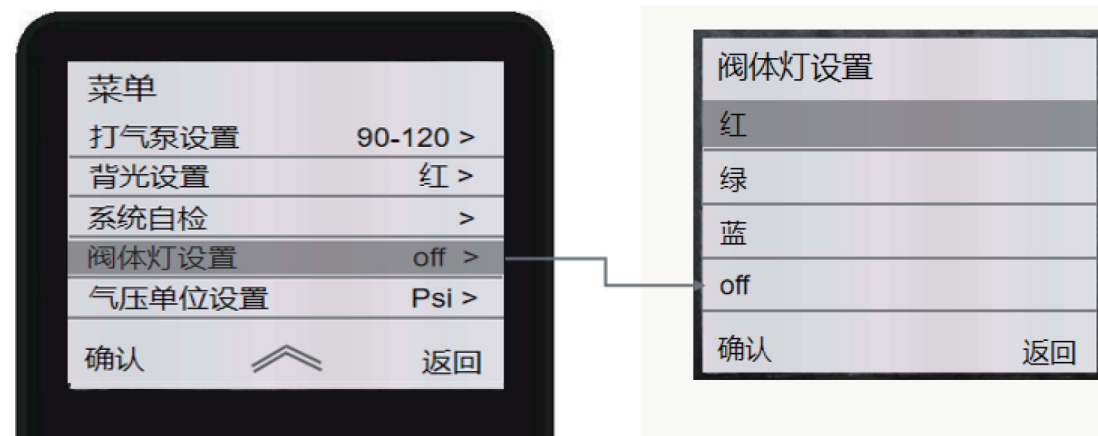 菜单
打气泵设置 90-120 >
背光设置 红 >
系统自检 >
阀体灯设置 off >
气压单位设置 Psi >
确认 返回
阀体灯设置
红
绿
蓝
off
确认 返回